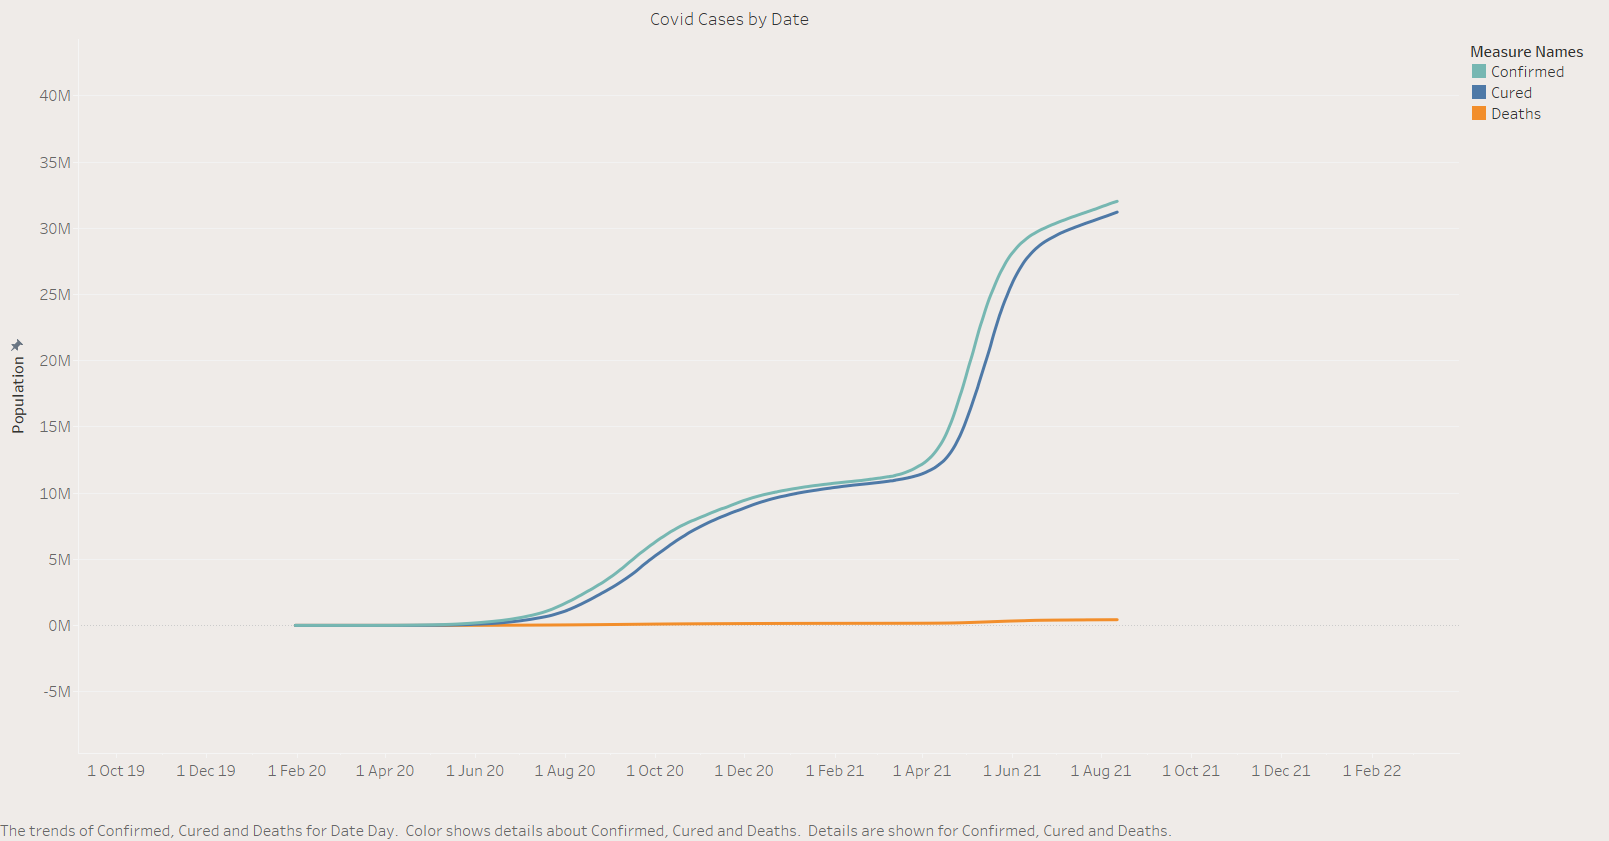 Covid Cases by Date
Measure Names
Confirmed
Cured
Deaths
Population
40M
35M
30M
25M
20M
15M
10M
5M
0M
-5M
1 Oct 19
1 Dec 19
1 Feb 20
1 Apr 20
1 Jun 20
1 Aug 20
1 Oct 20
1 Dec 20
1 Feb 21
1 Apr 21
1 Jun 21
1 Aug 21
1 Oct 21
1 Dec 21
1 Feb 22
The trends of Confirmed, Cured and Deaths for Date Day.  Color shows details about Confirmed, Cured and Deaths.  Details are shown for Confirmed, Cured and Deaths.